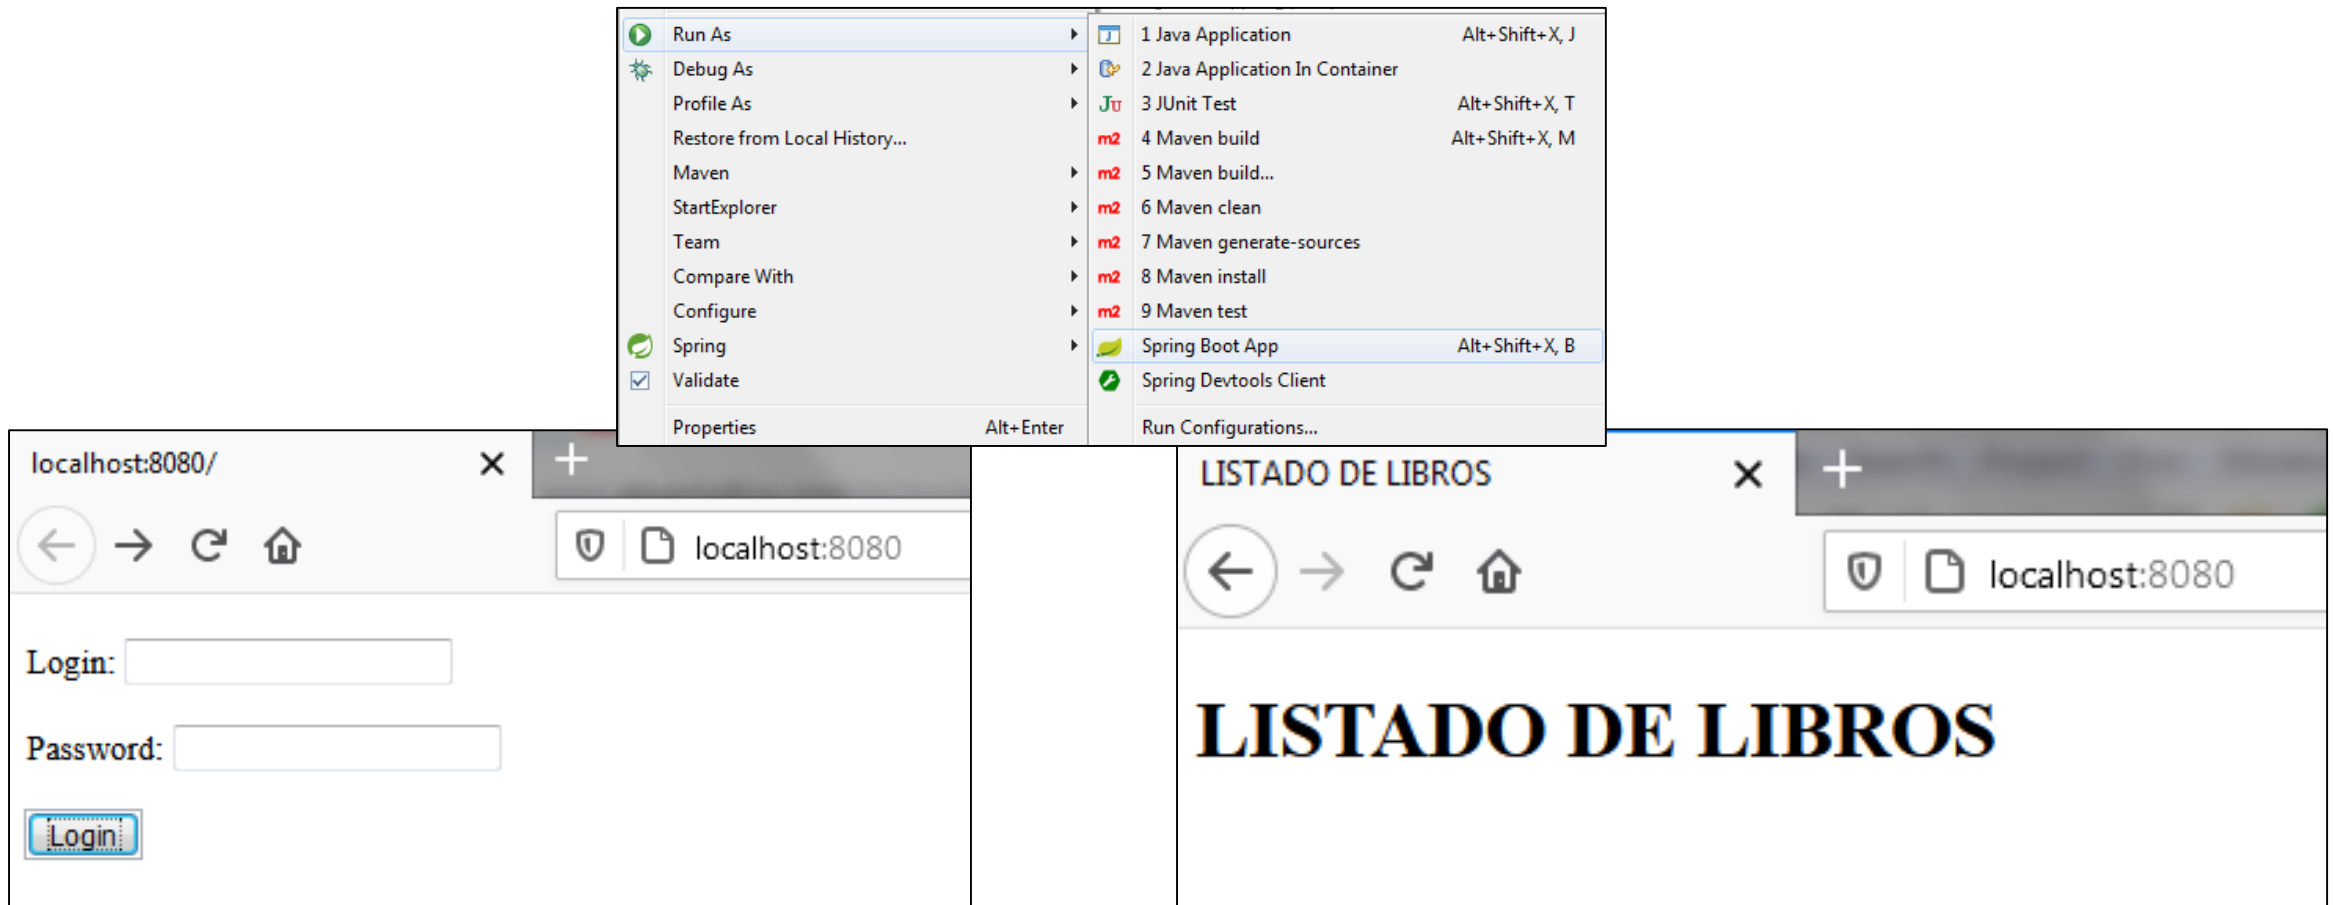 Run As
Debug As
Profile As
Restore from Local History...
Maven
StartExplorer
Team
Compare With
Configure
Spring
Validate
Properties Alt+Enter
1 Java Application Alt+Shift+X, J
2 Java Application In Container
3 JUnit Test Alt+Shift+X, T
4 Maven build Alt+Shift+X, M
5 Maven build...
6 Maven clean
7 Maven generate-sources
8 Maven install
9 Maven test
Spring Boot App Alt+Shift+X, B
Spring Devtools Client
Run Configurations...
localhost:8080/
localhost:8080
Login:
Password:
Login
LISTADO DE LIBROS
localhost:8080
LISTADO DE LIBROS